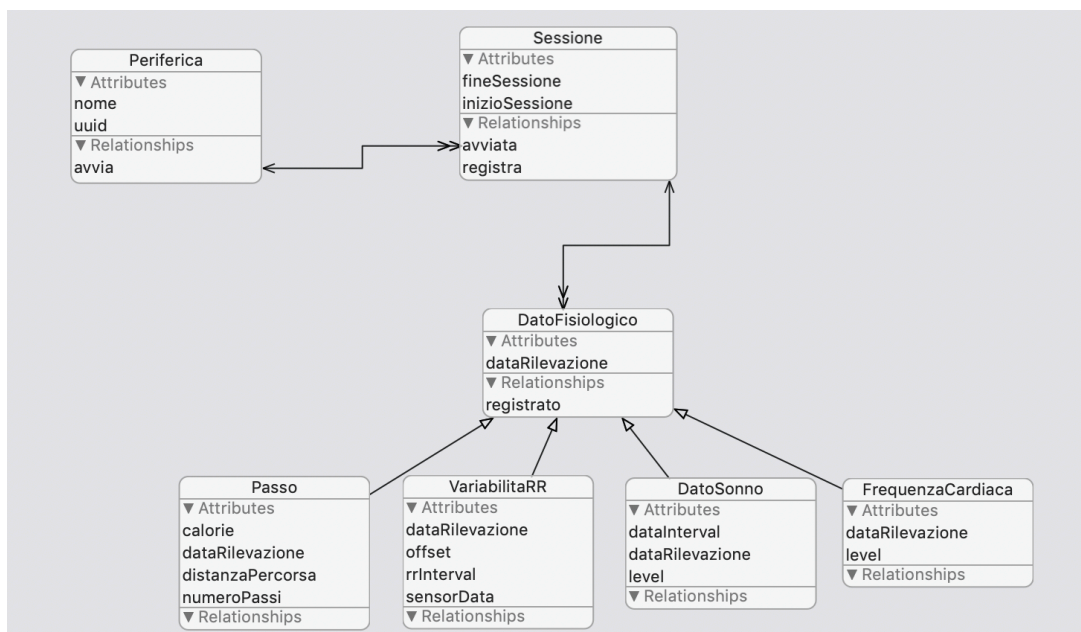 Periferica
▼ Attributes
nome
uuid
▼ Relationships
avvia
Sessione
▼ Attributes
fineSessione
inizioSessione
▼ Relationships
avviata
registra
DatoFisiologico
▼ Attributes
dataRilevazione
▼ Relationships
registrato
Passo
▼ Attributes
calorie
dataRilevazione
distanzaPercorsa
numeroPassi
▼ Relationships
VariabilitaRR
▼ Attributes
dataRilevazione
offset
rrInterval
sensorData
▼ Relationships
DatoSonno
▼ Attributes
dataInterval
dataRilevazione
level
▼ Relationships
FrequenzaCardiaca
▼ Attributes
dataRilevazione
level
▼ Relationships